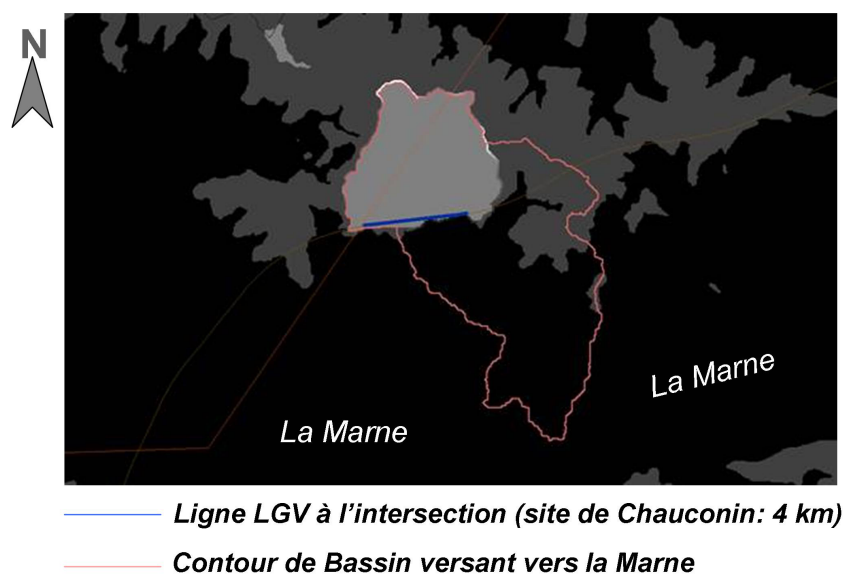 N
La Marne
La Marne
Ligne LGV à l'intersection (site de Chauconin: 4 km)
Contour de Bassin versant vers la Marne